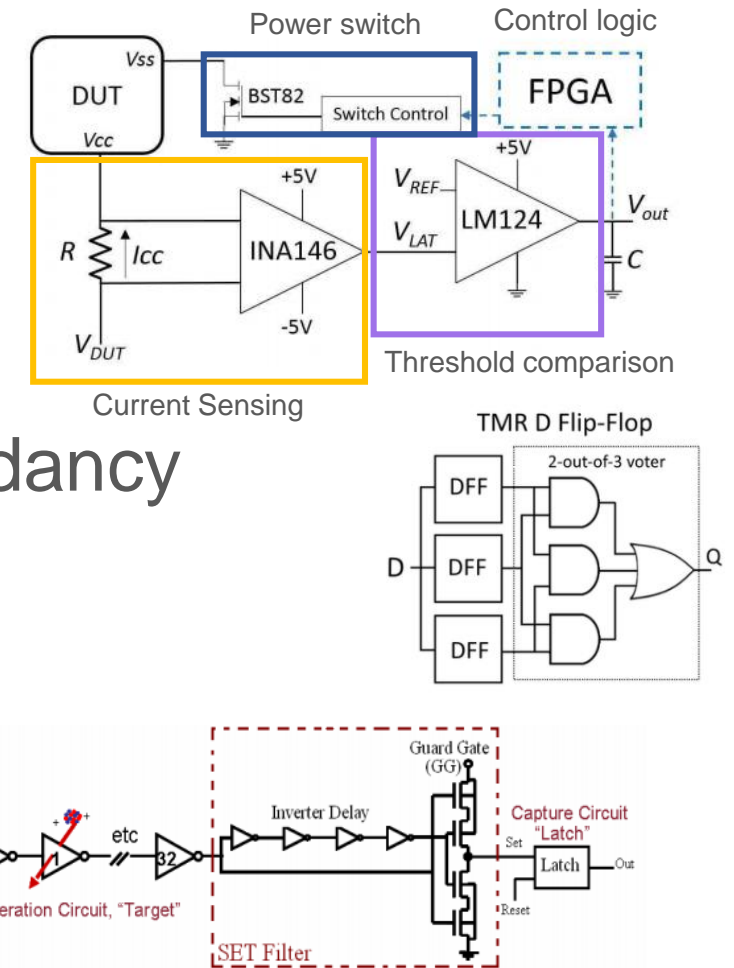 Power switch
Control logic
Vss
DUT
BST82
Switch Control
FPGA
Vcc
+5V
+5V
VREF
LM124
Vout
VLAT
R
Icc
INA146
C
-5V
VDUT
Threshold comparison
Current Sensing
TMR D Flip-Flop
dancy
2-out-of-3 voter
DFF
D
DFF
Q
DFF
Guard Gate
(GG)
Inverter Delay
Capture Circuit
"Latch"
+ +
etc
Set
1
32
Latch
Out
Reset
eration Circuit, "Target"
SET Filter